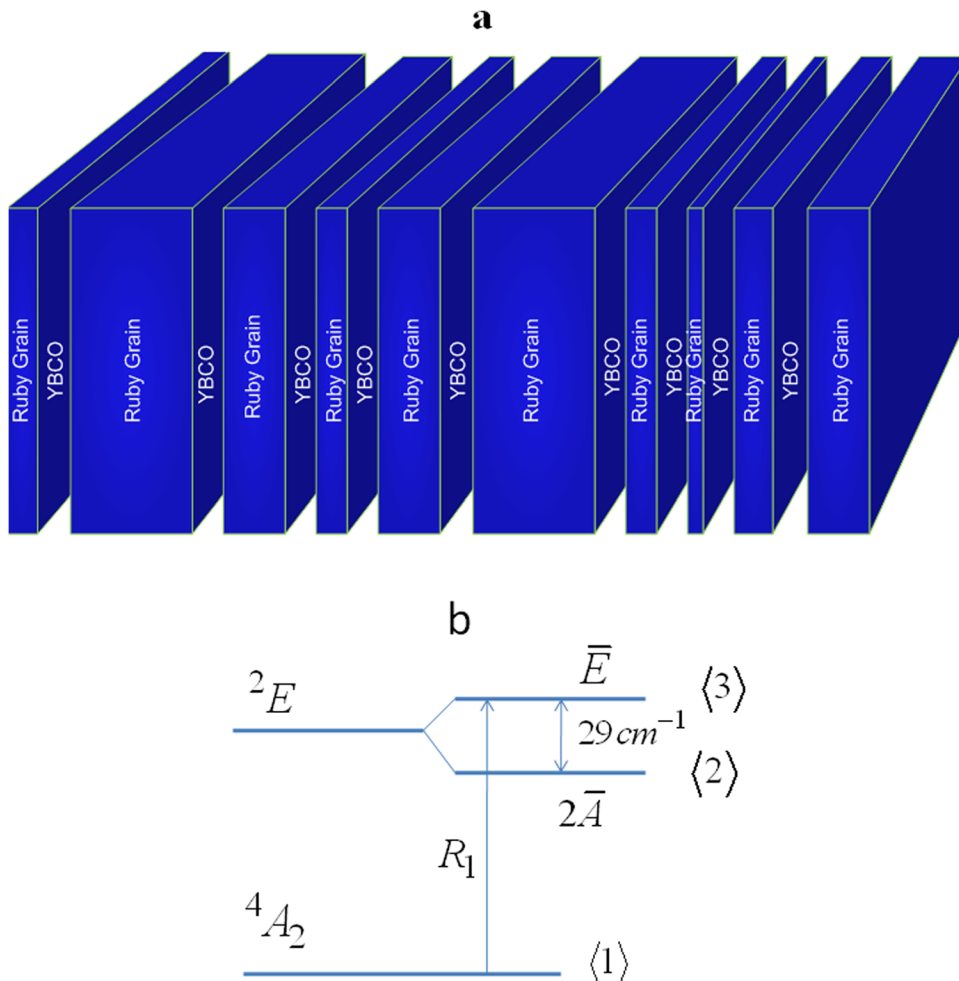 a
Ruby Grain
YBCO
Ruby Grain
YBCO
Ruby Grain
YBCO
Ruby Grain
YBCO
Ruby Grain
YBCO
Ruby Grain
YBCO
Ruby Grain
YBCO
Ruby Grain
YBCO
Ruby Grain
YBCO
Ruby Grain
b
²E
E̅
⟨3⟩
29 cm⁻¹
⟨2⟩
2A̅
R₁
⁴A₂
⟨1⟩